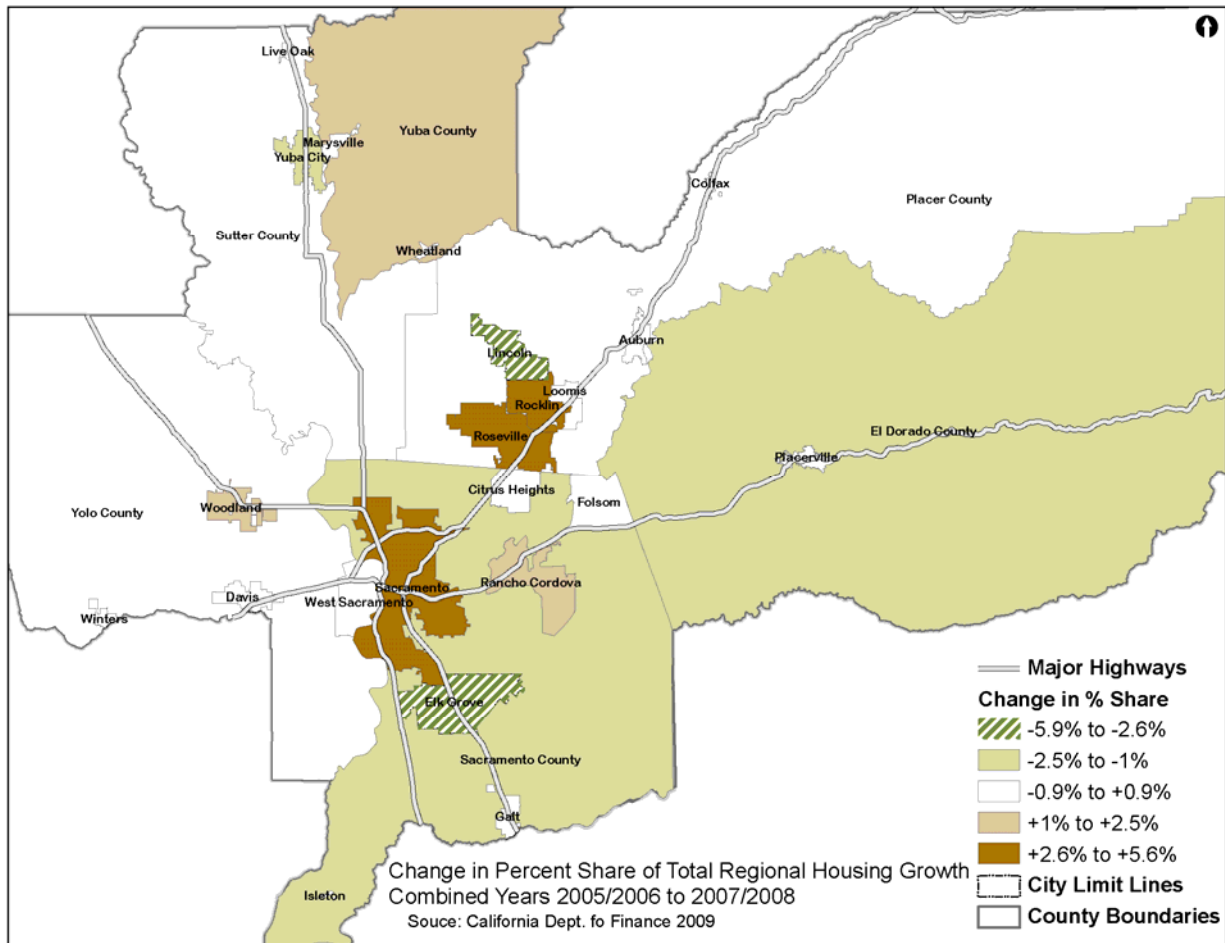 Live Oak
Yuba County
Marysville
Yuba City
Colfax
Placer County
Sutter County
Wheatland
Auburn
Lincoln
Loomis
Rocklin
Roseville
El Dorado County
Placerville
Citrus Heights
Folsom
Woodland
Yolo County
Rancho Cordova
Sacramento
Davis
West Sacramento
Winters
Elk Grove
Sacramento County
Galt
Isleton
Major Highways
Change in % Share
-5.9% to -2.6%
-2.5% to -1%
-0.9% to +0.9%
+1% to +2.5%
+2.6% to +5.6%
City Limit Lines
County Boundaries
Change in Percent Share of Total Regional Housing Growth
Combined Years 2005/2006 to 2007/2008
Souce: California Dept. fo Finance 2009